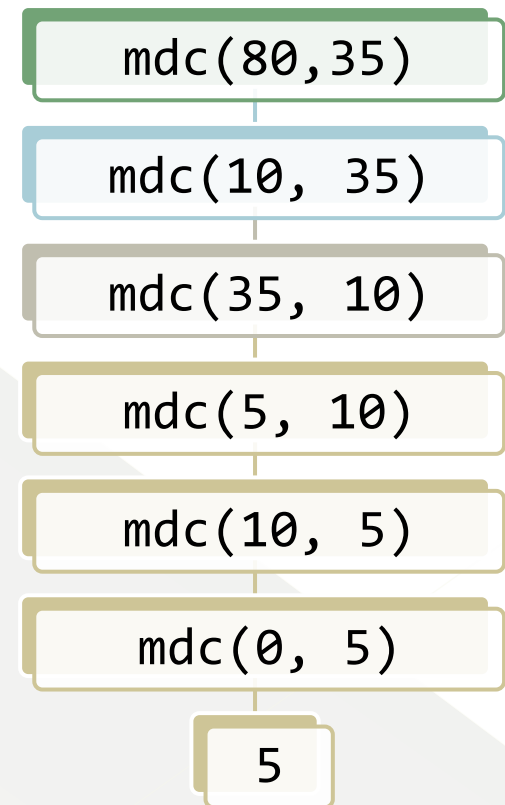 mdc(80,35)
mdc(10, 35)
mdc(35, 10)
mdc(5, 10)
mdc(10, 5)
mdc(0, 5)
5